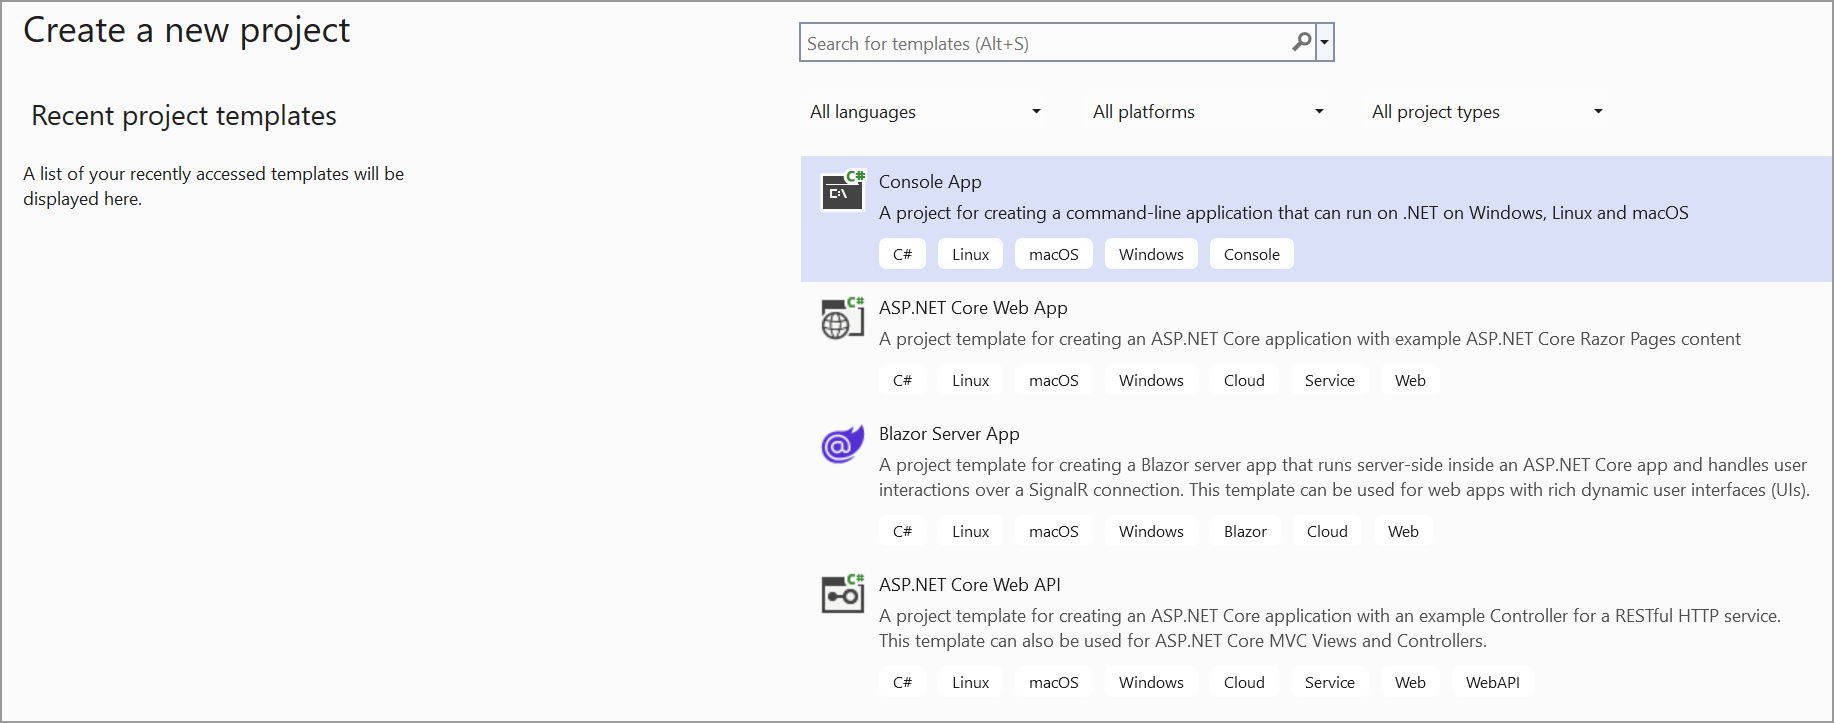 Create a new project
Search for templates (Alt+S)
Recent project templates
A list of your recently accessed templates will be
displayed here.
All languages
All platforms
All project types
C#
C:\
Console App
A project for creating a command-line application that can run on .NET on Windows, Linux and macOS
C# Linux macOS Windows Console
C#
ASP.NET Core Web App
A project template for creating an ASP.NET Core application with example ASP.NET Core Razor Pages content
C# Linux macOS Windows Cloud Service Web
@
Blazor Server App
A project template for creating a Blazor server app that runs server-side inside an ASP.NET Core app and handles user
interactions over a SignalR connection. This template can be used for web apps with rich dynamic user interfaces (UIs).
C# Linux macOS Windows Blazor Cloud Web
C#
ASP.NET Core Web API
A project template for creating an ASP.NET Core application with an example Controller for a RESTful HTTP service.
This template can also be used for ASP.NET Core MVC Views and Controllers.
C# Linux macOS Windows Cloud Service Web WebAPI